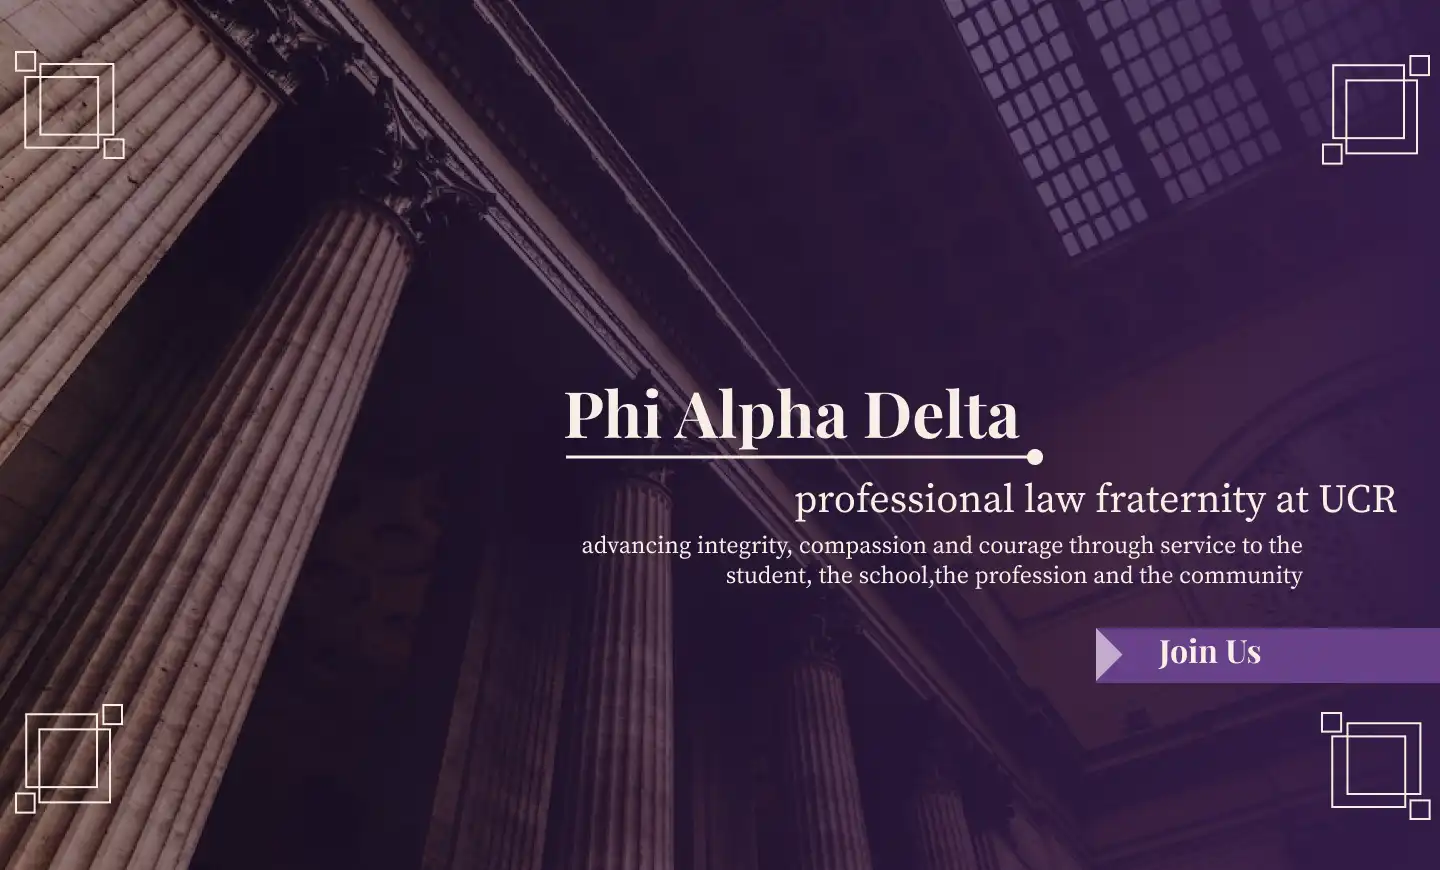 Phi Alpha Delta
professional law fraternity at UCR
advancing integrity, compassion and courage through service to the
student, the school,the profession and the community
Join Us